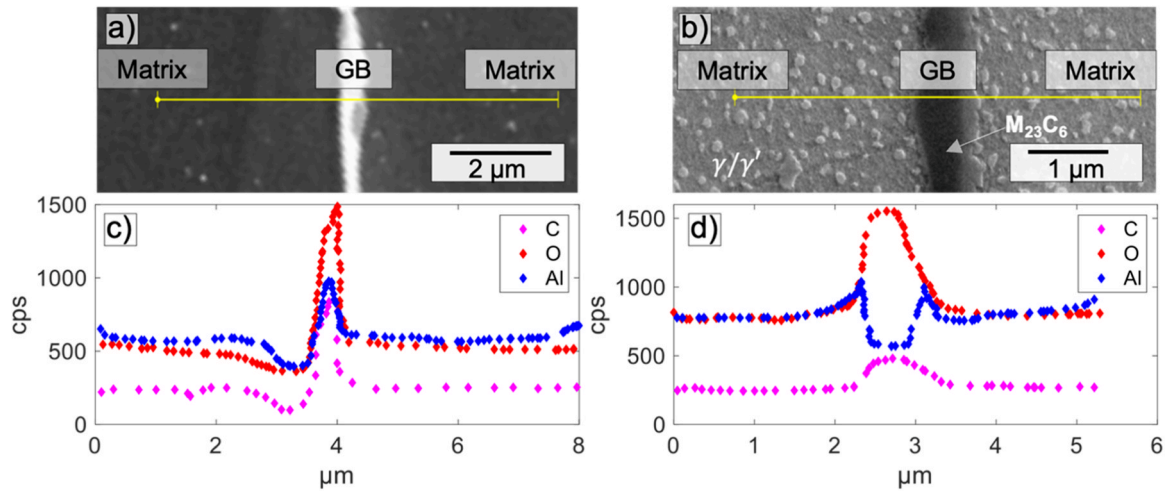 a)
Matrix
GB
Matrix
2 μm
b)
Matrix
GB
Matrix
M23C6
γ/γ′
1 μm
c)
1500
1000
500
0
cps
C
O
Al
0
2
4
6
8
μm
d)
1500
1000
500
0
cps
C
O
Al
0
1
2
3
4
5
6
μm